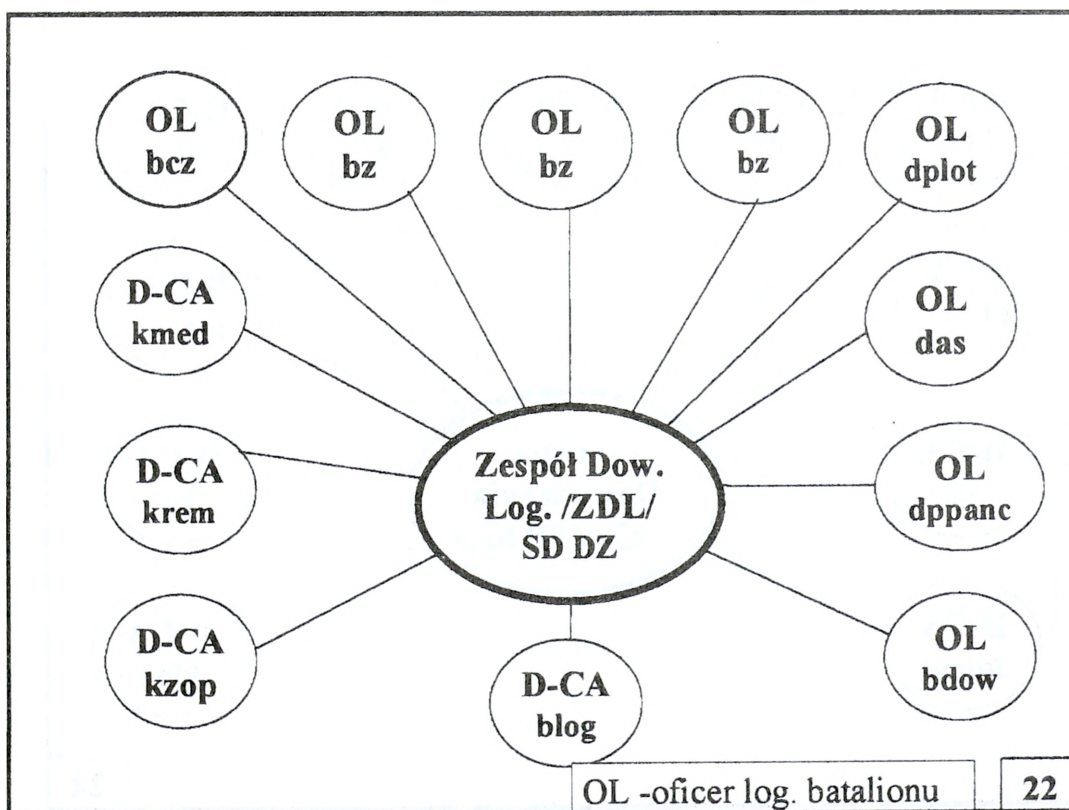 OL
bcz
OL
bz
OL
bz
OL
bz
OL
dplot
D-CA
kmed
OL
das
D-CA
krem
Zespół Dow.
Log. /ZDL/
SD DZ
OL
dppanc
D-CA
kzop
D-CA
blog
OL
bdow
OL -oficer log. batalionu
22